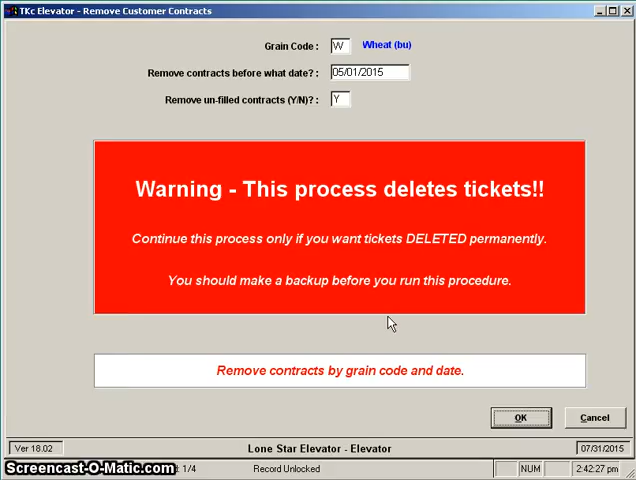 TKc Elevator - Remove Customer Contracts
Grain Code : W Wheat (bu)
Remove contracts before what date? : 05/01/2015
Remove un-filled contracts (Y/N)? : Y
Warning - This process deletes tickets!!
Continue this process only if you want tickets DELETED permanently.
You should make a backup before you run this procedure.
Remove contracts by grain code and date.
OK Cancel
Ver 18.02 Lone Star Elevator - Elevator 07/31/2015
Screencast-O-Matic.com 1/4 Record Unlocked NUM 2:42:27 pm